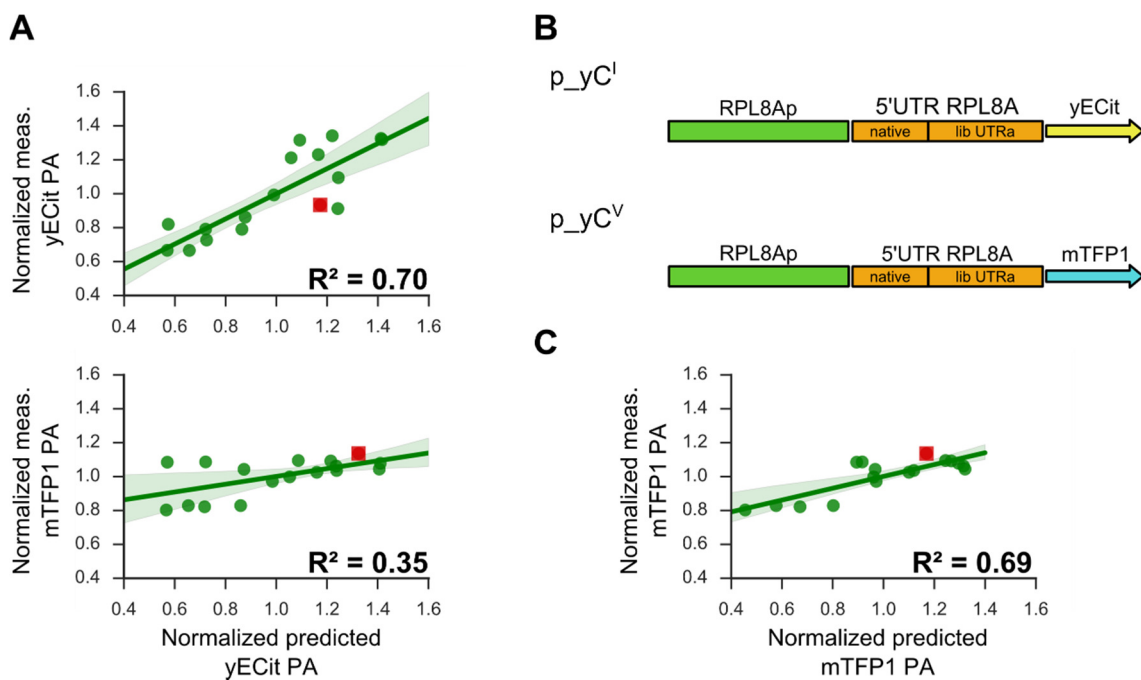 A
Normalized meas.
yECit PA
1.6
1.4
1.2
1.0
0.8
0.6
0.4
R² = 0.70
0.4 0.6 0.8 1.0 1.2 1.4 1.6
Normalized meas.
mTFP1 PA
1.6
1.4
1.2
1.0
0.8
0.6
0.4
R² = 0.35
0.4 0.6 0.8 1.0 1.2 1.4 1.6
Normalized predicted
yECit PA
B
p_yCᴵ
RPL8Ap 5'UTR RPL8A yECit
native lib UTRa
p_yCⱽ
RPL8Ap 5'UTR RPL8A mTFP1
native lib UTRa
C
Normalized meas.
mTFP1 PA
1.6
1.4
1.2
1.0
0.8
0.6
0.4
R² = 0.69
0.4 0.6 0.8 1.0 1.2 1.4 1.6
Normalized predicted
mTFP1 PA